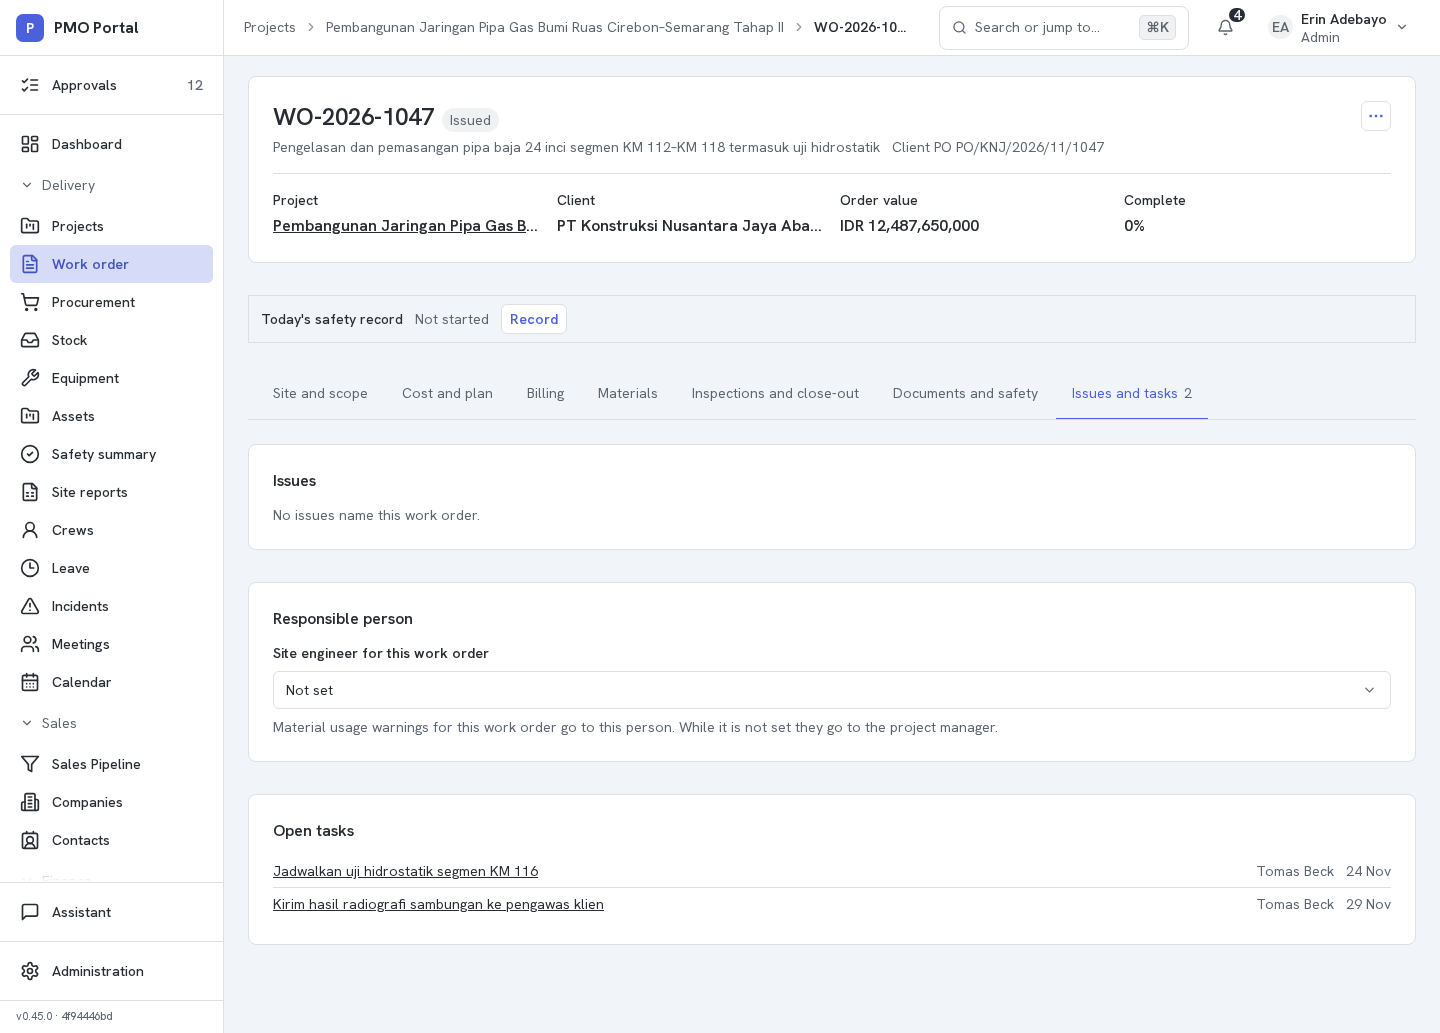 P PMO Portal
Projects > Pembangunan Jaringan Pipa Gas Bumi Ruas Cirebon–Semarang Tahap II > WO-2026-10...
Search or jump to... ⌘K
4
EA
Erin Adebayo
Admin
Approvals 12
Dashboard
Delivery
Projects
Work order
Procurement
Stock
Equipment
Assets
Safety summary
Site reports
Crews
Leave
Incidents
Meetings
Calendar
Sales
Sales Pipeline
Companies
Contacts
Finance
Assistant
Administration
v0.45.0 · 4f94446bd
WO-2026-1047 Issued
Pengelasan dan pemasangan pipa baja 24 inci segmen KM 112–KM 118 termasuk uji hidrostatik Client PO PO/KNJ/2026/11/1047
Project Client Order value Complete
Pembangunan Jaringan Pipa Gas B... PT Konstruksi Nusantara Jaya Aba... IDR 12,487,650,000 0%
Today's safety record Not started Record
Site and scope Cost and plan Billing Materials Inspections and close-out Documents and safety Issues and tasks 2
Issues
No issues name this work order.
Responsible person
Site engineer for this work order
Not set
Material usage warnings for this work order go to this person. While it is not set they go to the project manager.
Open tasks
Jadwalkan uji hidrostatik segmen KM 116 Tomas Beck 24 Nov
Kirim hasil radiografi sambungan ke pengawas klien Tomas Beck 29 Nov